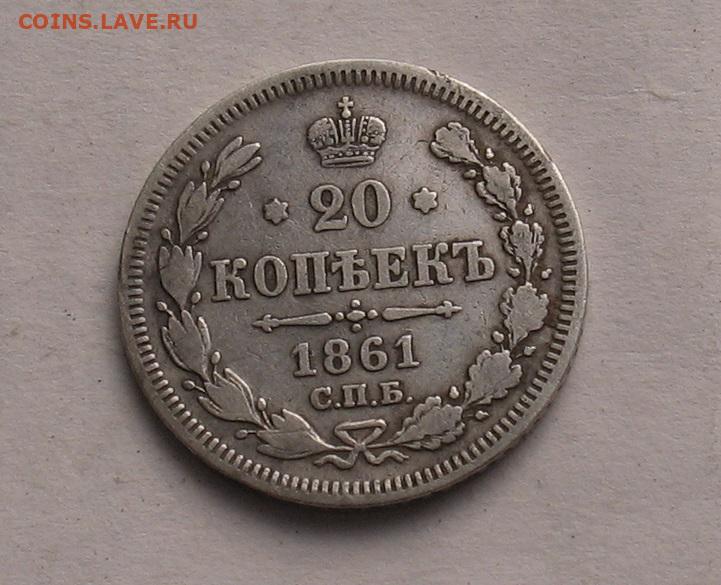 COINS.LAVE.RU
20
КОПѢЕКЪ
1861
С.П.Б.